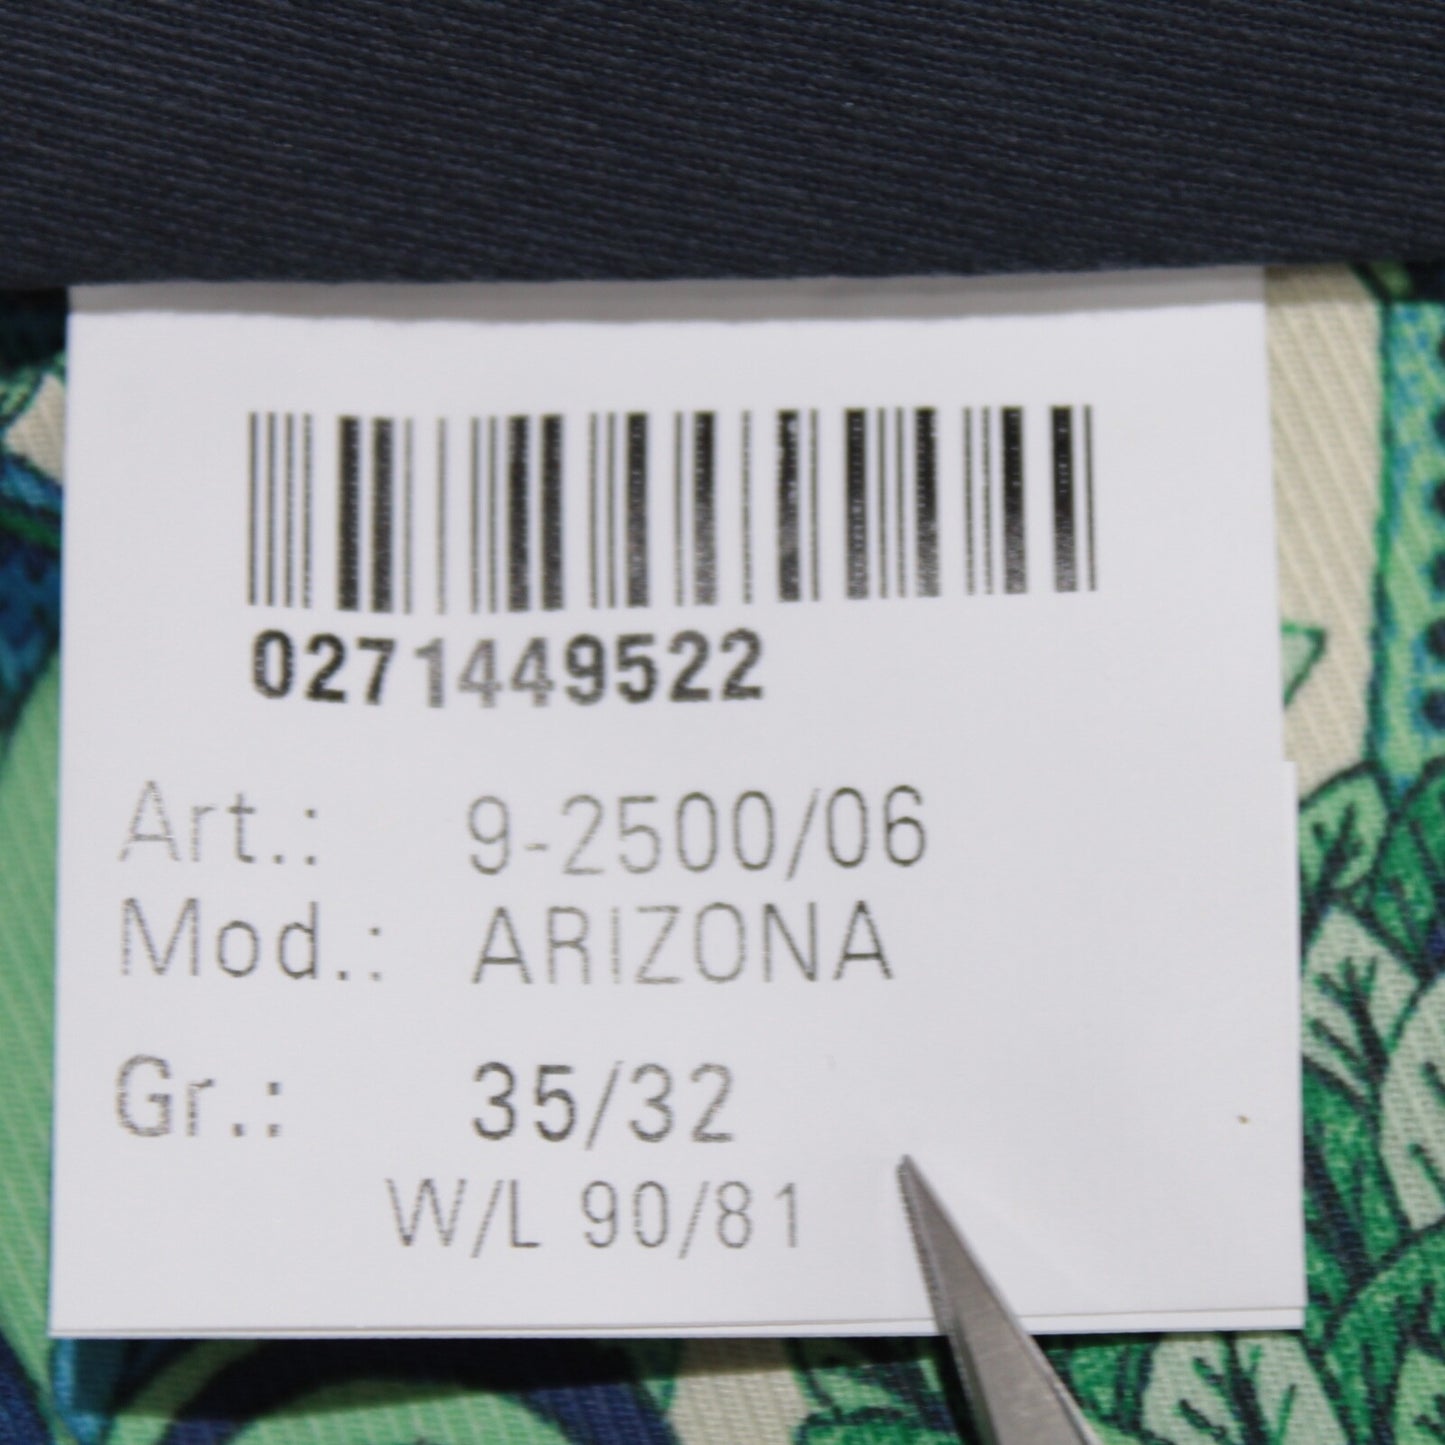 0271449522
Art.: 9-2500/06
Mod.: ARIZONA
Gr.: 35/32
W/L 90/81